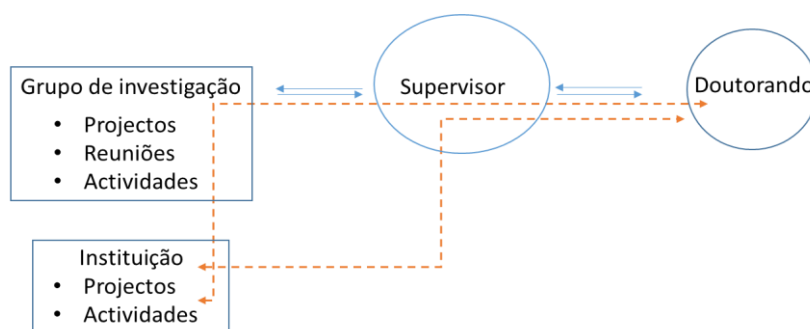 Grupo de investigação
• Projectos
• Reuniões
• Actividades
Supervisor
Doutorando
Instituição
• Projectos
• Actividades